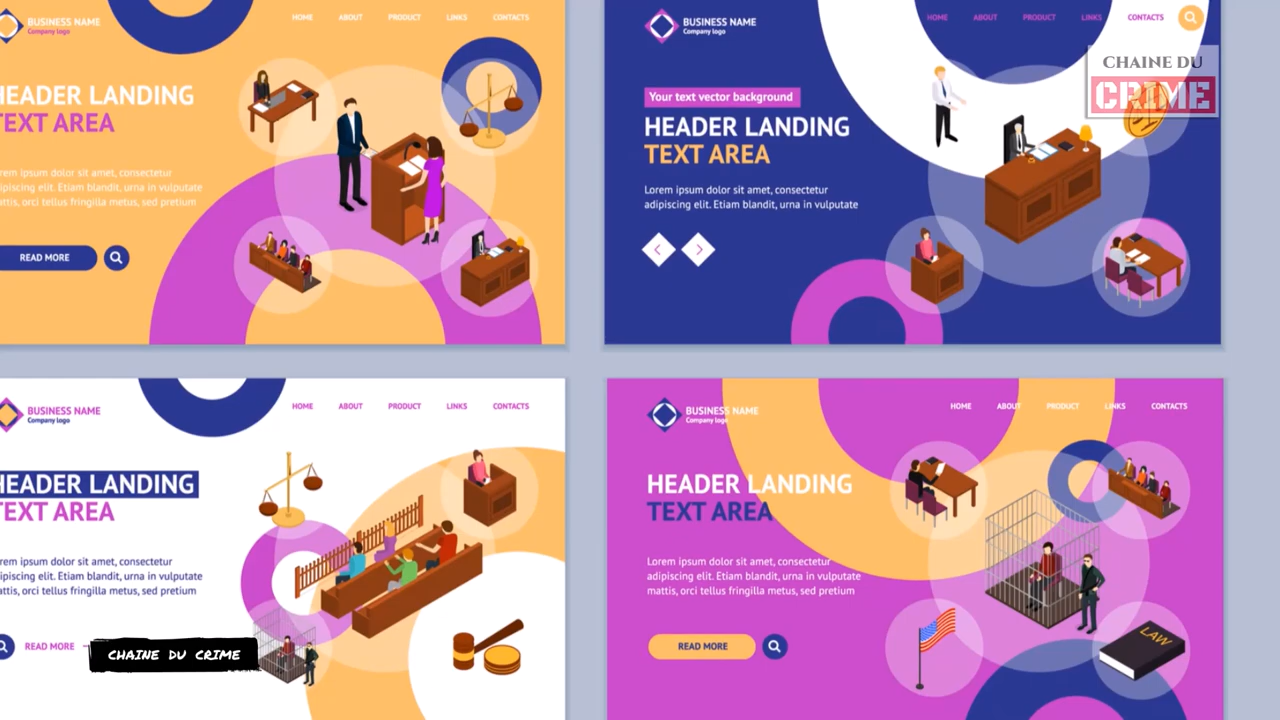 BUSINESS NAME
Company logo
HOME ABOUT PRODUCT LINKS CONTACTS
HEADER LANDING
TEXT AREA
Lorem ipsum dolor sit amet, consectetur
adipiscing elit. Etiam blandit, urna in vulputate
mattis, orci tellus fringilla metus, sed pretium
READ MORE
BUSINESS NAME
Company logo
HOME ABOUT PRODUCT LINKS CONTACTS
CHAINE DU
CRIME
Your text vector background
HEADER LANDING
TEXT AREA
Lorem ipsum dolor sit amet, consectetur
adipiscing elit. Etiam blandit, urna in vulputate
BUSINESS NAME
Company logo
HOME ABOUT PRODUCT LINKS CONTACTS
HEADER LANDING
TEXT AREA
Lorem ipsum dolor sit amet, consectetur
adipiscing elit. Etiam blandit, urna in vulputate
mattis, orci tellus fringilla metus, sed pretium
READ MORE
CHAINE DU CRIME
BUSINESS NAME
Company logo
HOME ABOUT PRODUCT LINKS CONTACTS
HEADER LANDING
TEXT AREA
Lorem ipsum dolor sit amet, consectetur
adipiscing elit. Etiam blandit, urna in vulputate
mattis, orci tellus fringilla metus, sed pretium
READ MORE
LAW